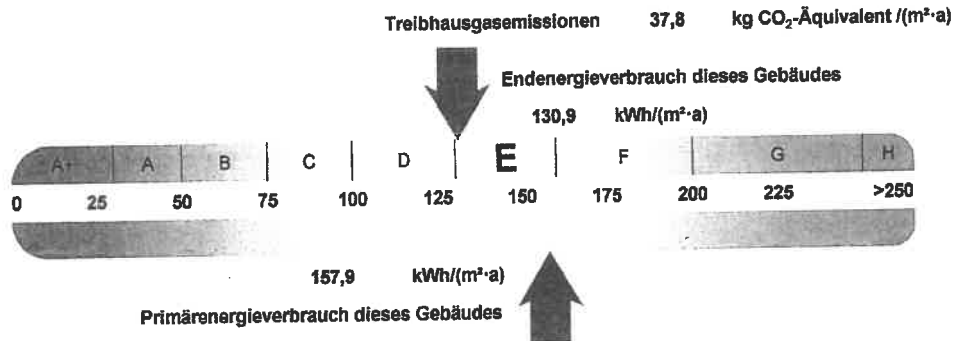 Treibhausgasemissionen 37,8 kg CO₂-Äquivalent /(m²·a)
Endenergieverbrauch dieses Gebäudes
130,9 kWh/(m²·a)
A+ A B C D E F G H
0 25 50 75 100 125 150 175 200 225 >250
157,9 kWh/(m²·a)
Primärenergieverbrauch dieses Gebäudes